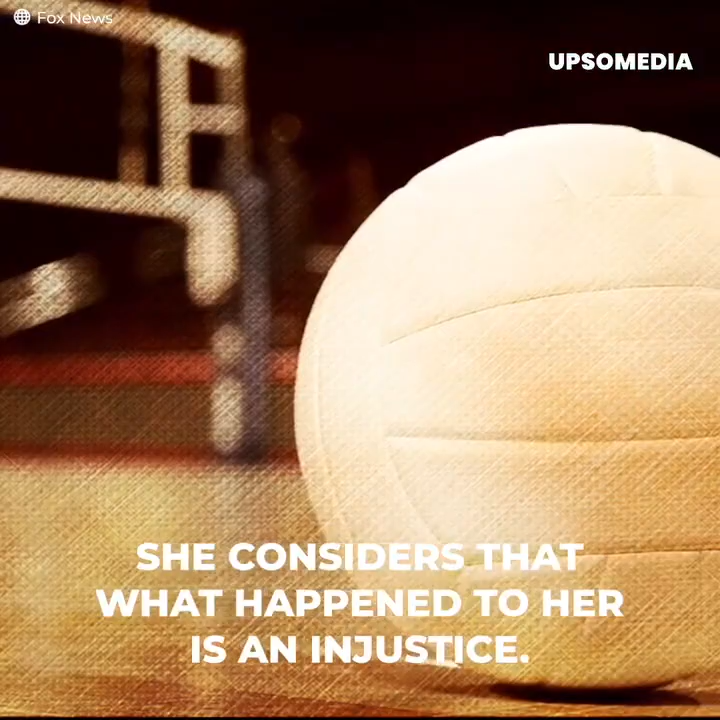 Fox News
UPSOMEDIA
SHE CONSIDERS THAT
WHAT HAPPENED TO HER
IS AN INJUSTICE.